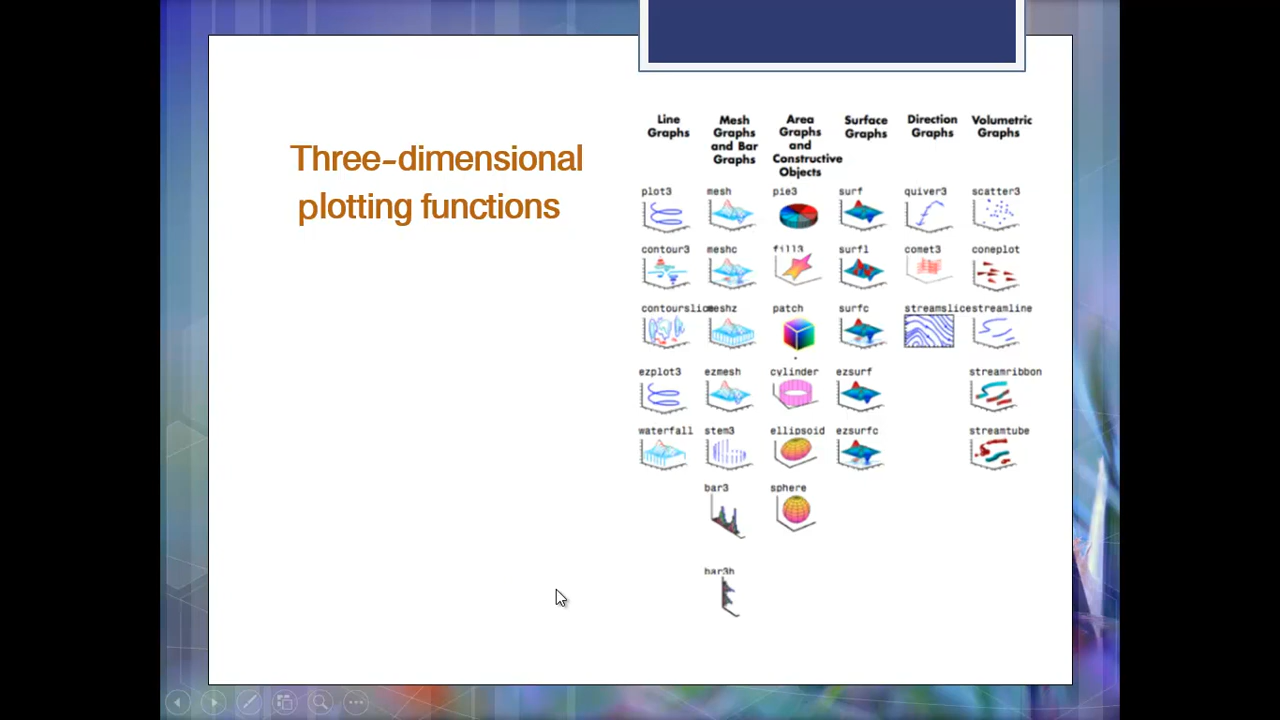 Three-dimensional
plotting functions
Line
Graphs
Mesh
Graphs
and Bar
Graphs
Area
Graphs
and
Constructive
Objects
Surface
Graphs
Direction
Graphs
Volumetric
Graphs
plot3 mesh pie3 surf quiver3 scatter3
contour3 meshc fill3 surfl comet3 coneplot
contourslice meshz patch surfc streamslice streamline
ezplot3 ezmesh cylinder ezsurf streamribbon
waterfall stem3 ellipsoid ezsurfc streamtube
bar3 sphere
bar3h